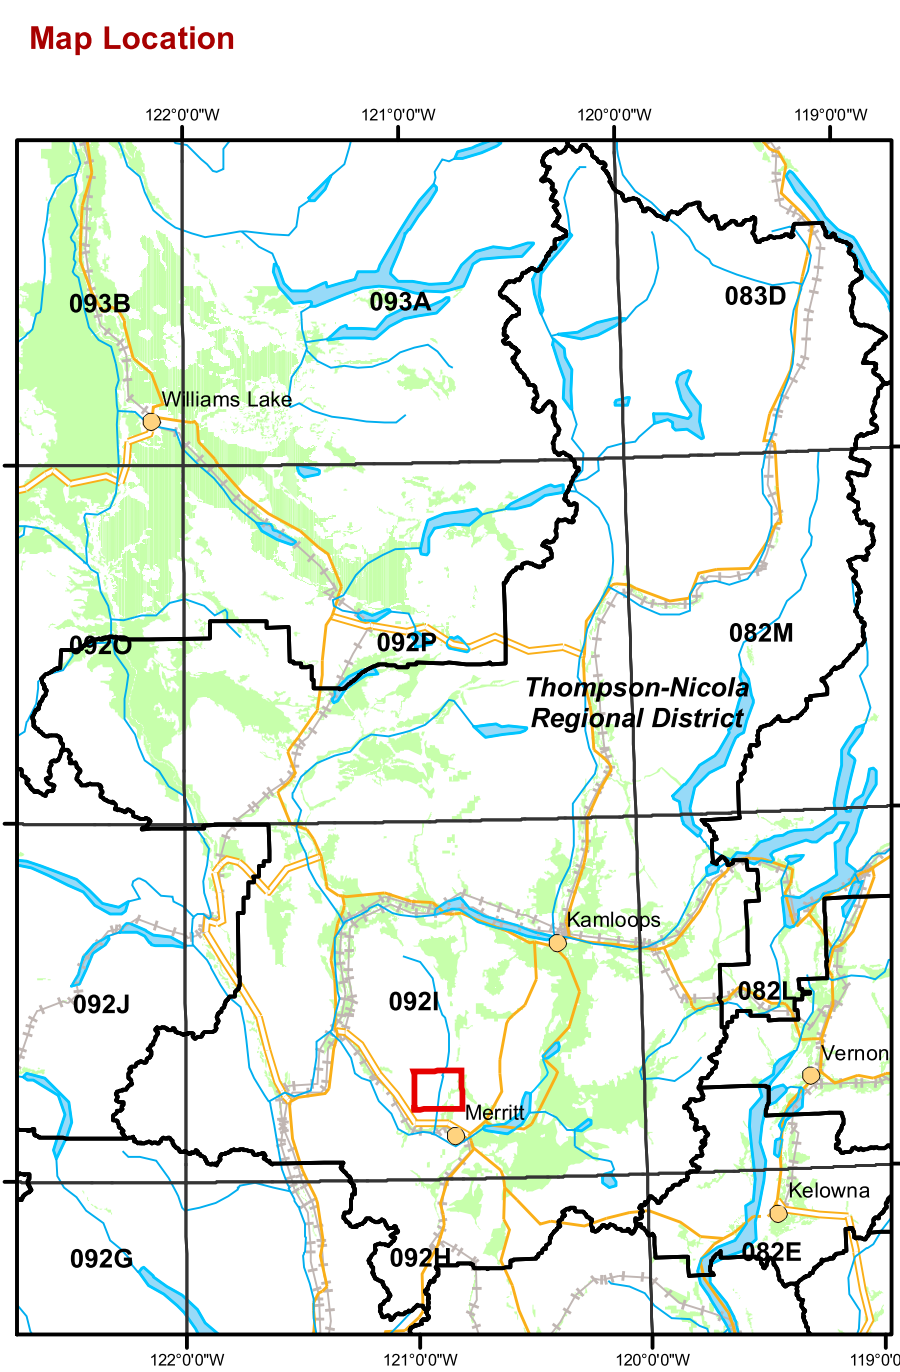 Map Location
122°0'0"W
121°0'0"W
120°0'0"W
119°0'0"W
093B
093A
083D
Williams Lake
092O
092P
082M
Thompson-Nicola
Regional District
Kamloops
092J
092I
082L
Vernon
Merritt
Kelowna
092G
092H
082E
122°0'0"W
121°0'0"W
120°0'0"W
119°0'0